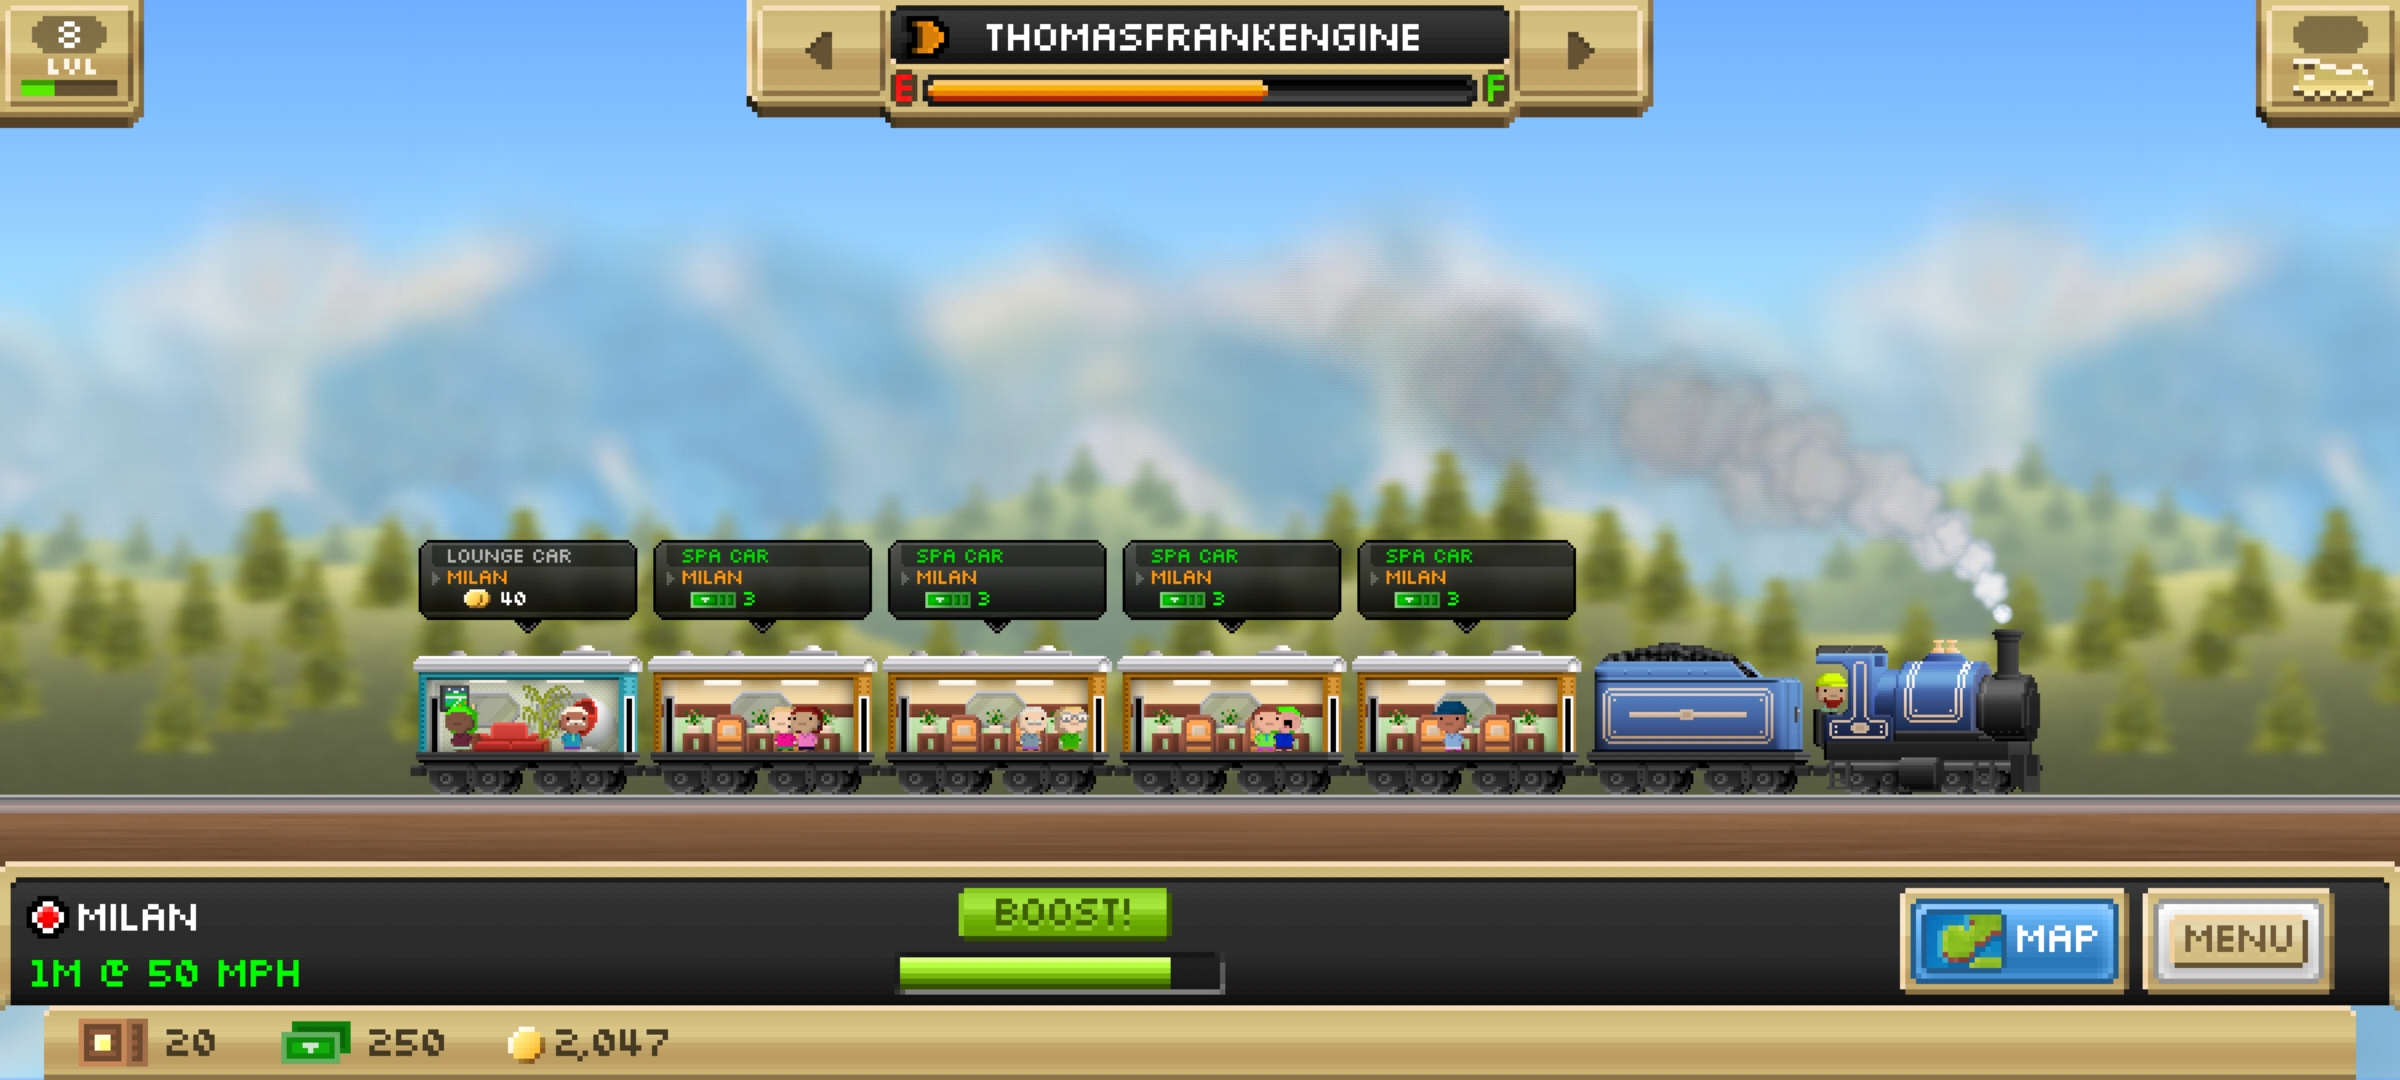 8
LVL
THOMASFRANKENGINE
E F
LOUNGE CAR
MILAN
40
SPA CAR
MILAN
3
SPA CAR
MILAN
3
SPA CAR
MILAN
3
SPA CAR
MILAN
3
MILAN
1M @ 50 MPH
BOOST!
MAP
MENU
20 250 2,047